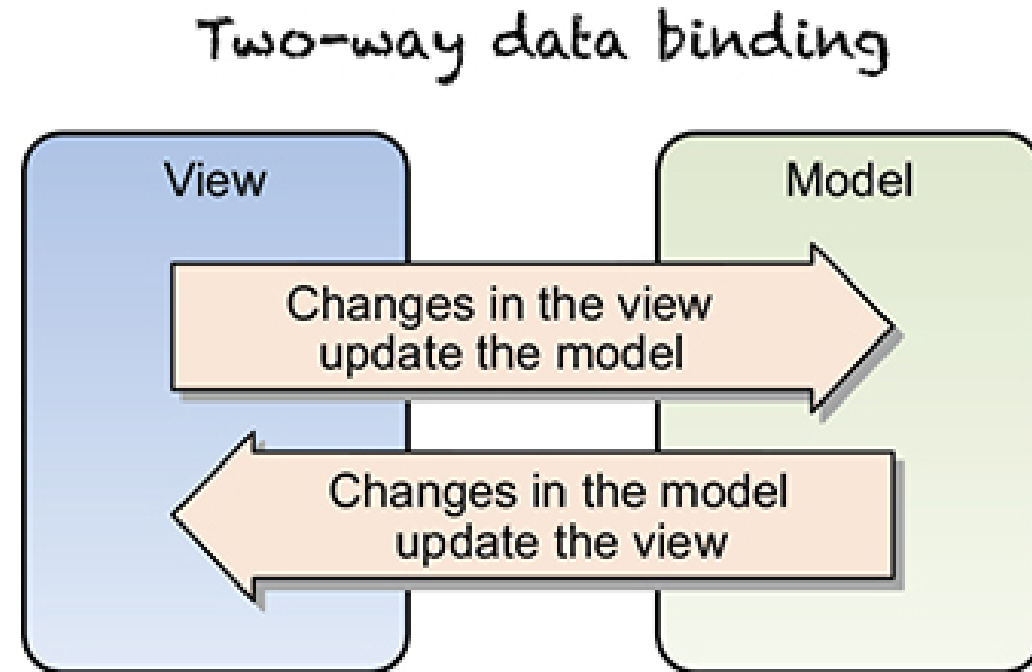 Two-way data binding
View
Model
Changes in the view
update the model
Changes in the model
update the view